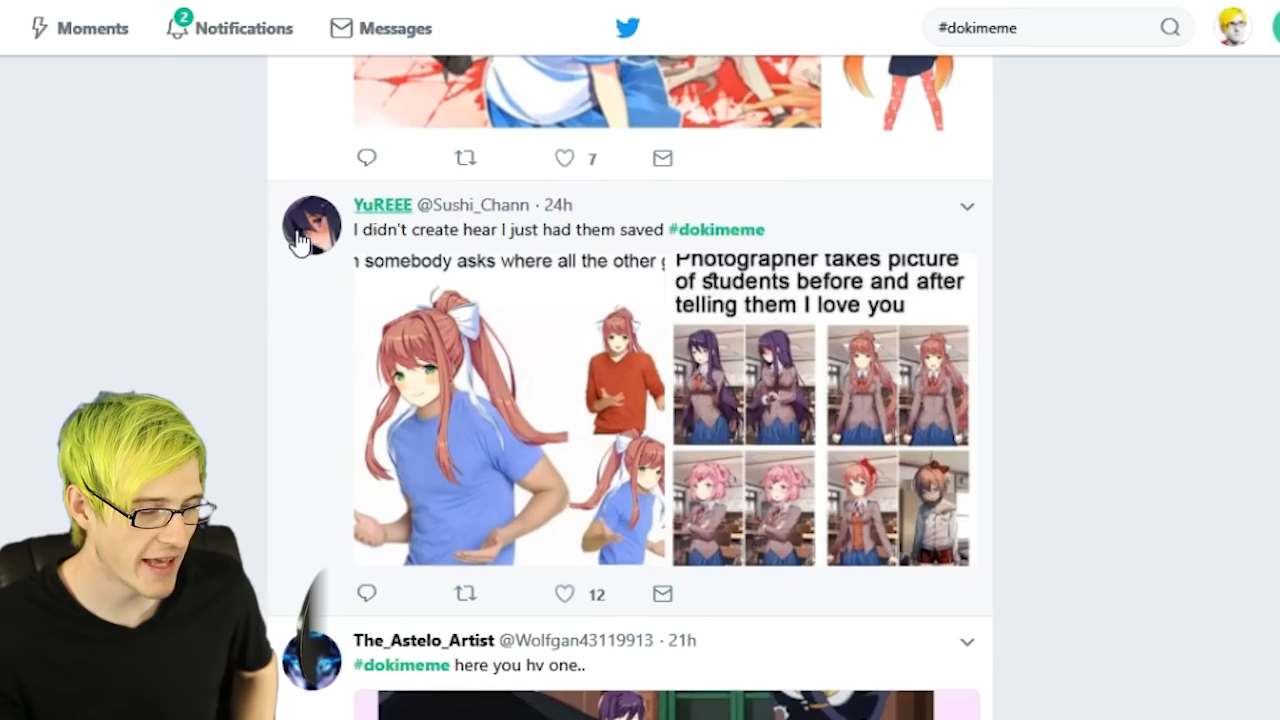 Moments
2
Notifications
Messages
#dokimeme
7
YuREEE @Sushi_Chann · 24h
I didn't create hear I just had them saved #dokimeme
somebody asks where all the other
Photographer takes picture
of students before and after
telling them I love you
12
The_Astelo_Artist @Wolfgan43119913 · 21h
#dokimeme here you hv one..